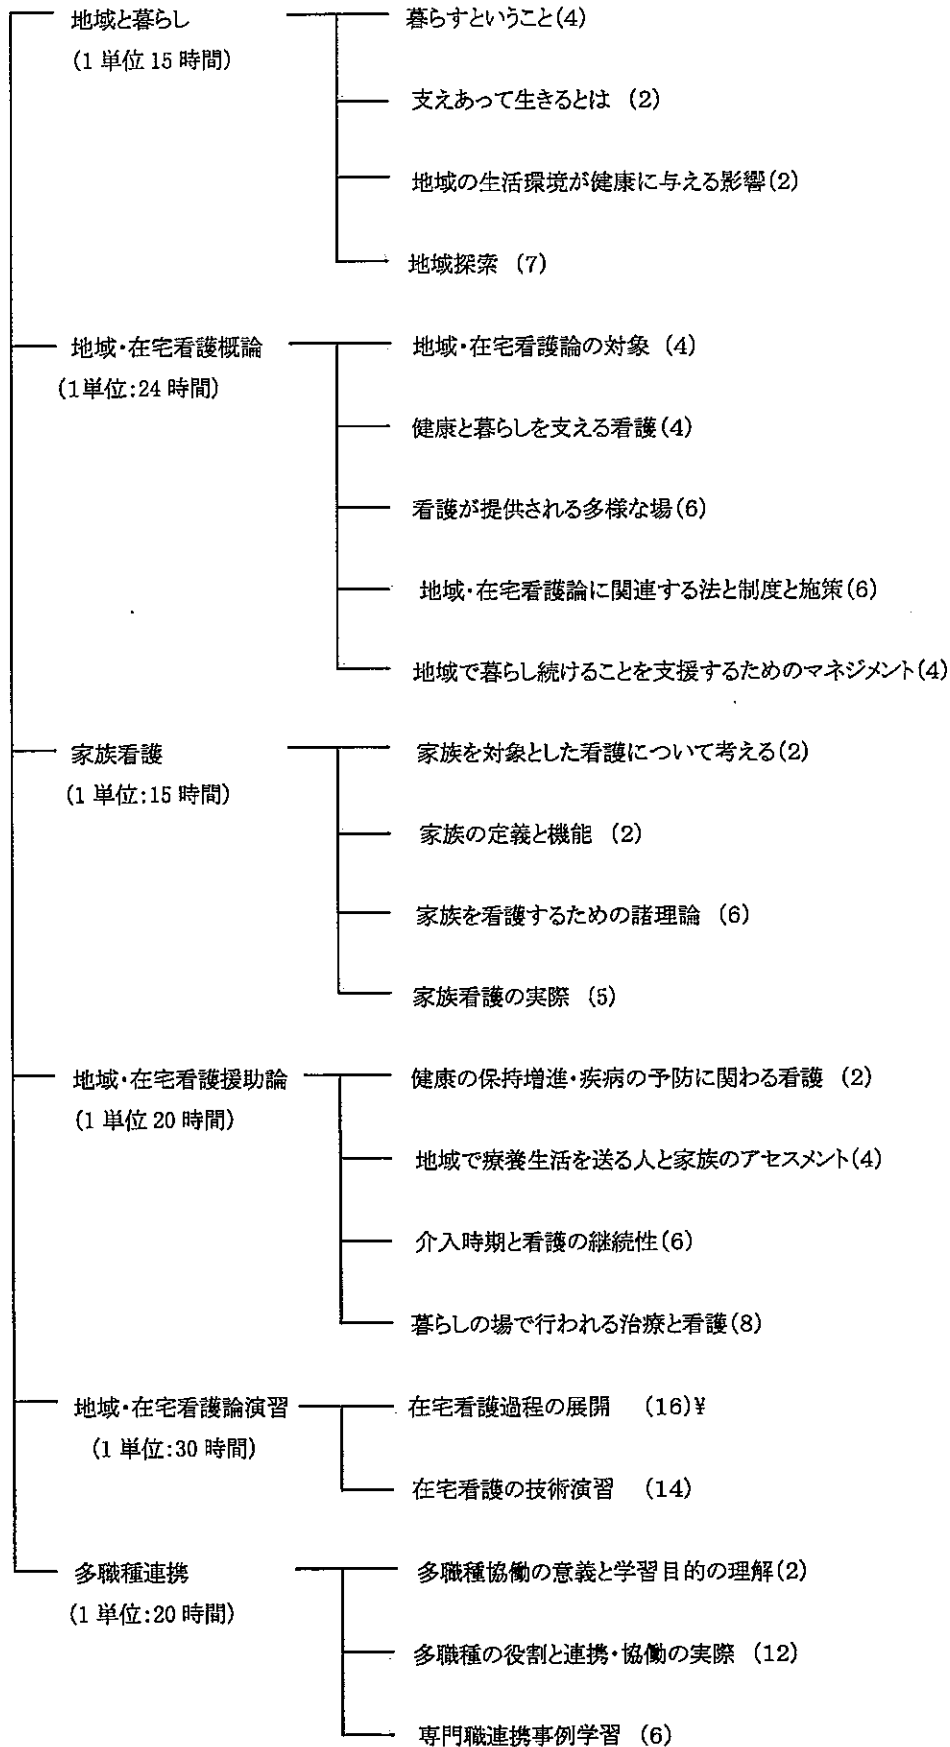 地域と暮らし
(1 単位 15 時間)
暮らすということ(4)
支えあって生きるとは (2)
地域の生活環境が健康に与える影響(2)
地域探索 (7)
地域・在宅看護概論
(1単位:24 時間)
地域・在宅看護論の対象 (4)
健康と暮らしを支える看護(4)
看護が提供される多様な場(6)
地域・在宅看護論に関連する法と制度と施策(6)
地域で暮らし続けることを支援するためのマネジメント(4)
家族看護
(1 単位:15 時間)
家族を対象とした看護について考える(2)
家族の定義と機能 (2)
家族を看護するための諸理論 (6)
家族看護の実際 (5)
地域・在宅看護援助論
(1 単位 20 時間)
健康の保持増進・疾病の予防に関わる看護 (2)
地域で療養生活を送る人と家族のアセスメント(4)
介入時期と看護の継続性(6)
暮らしの場で行われる治療と看護(8)
地域・在宅看護論演習
(1 単位:30 時間)
在宅看護過程の展開 (16)¥
在宅看護の技術演習 (14)
多職種連携
(1 単位:20 時間)
多職種協働の意義と学習目的の理解(2)
多職種の役割と連携・協働の実際 (12)
専門職連携事例学習 (6)